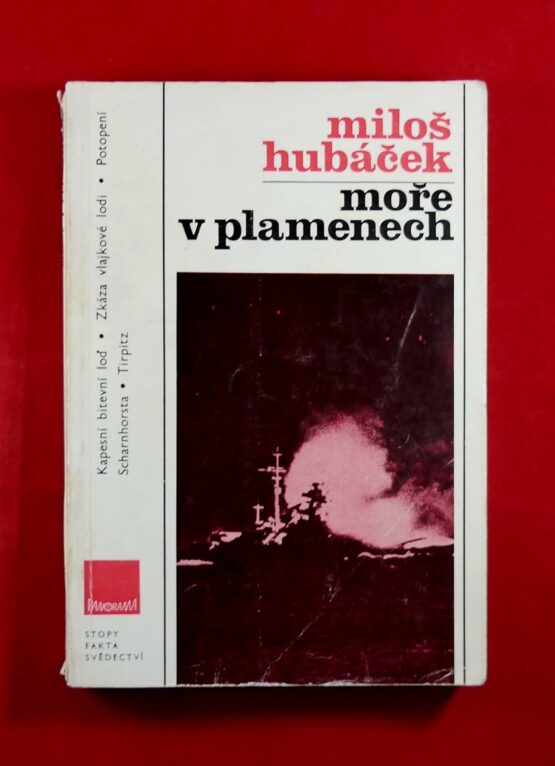 miloš
hubáček
moře
v plamenech
Kapesní bitevní loď • Zkáza vlajkové lodi • Potopení
Scharnhorsta • Tirpitz
PANORAMA
STOPY
FAKTA
SVĚDECTVÍ